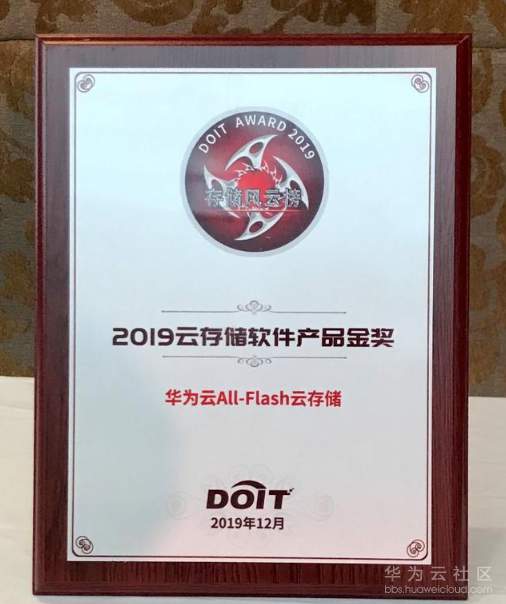 DOIT AWARD 2019
存储风云榜
2019云存储软件产品金奖
华为云All-Flash云存储
DOIT
2019年12月
华为云社区
bbs.huaweicloud.com